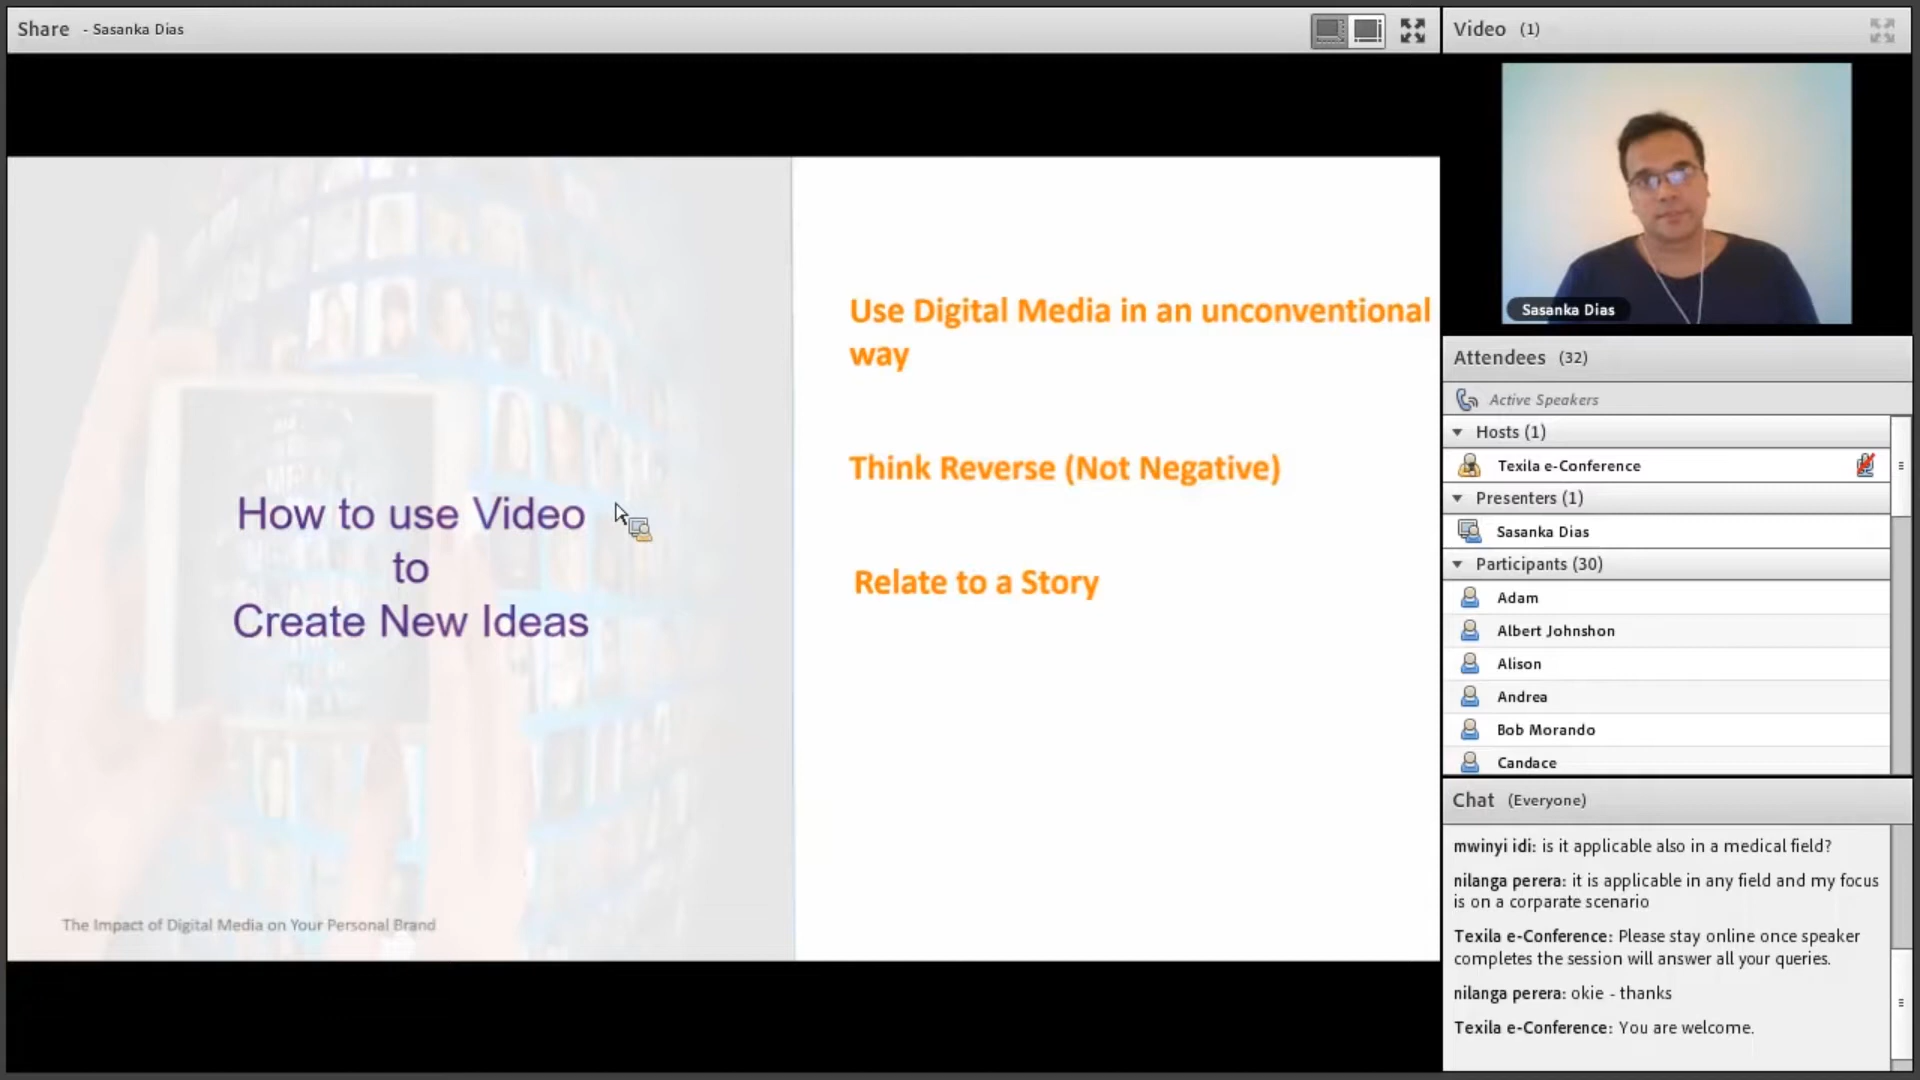 Share - Sasanka Dias
Video (1)
Sasanka Dias
How to use Video
to
Create New Ideas
The Impact of Digital Media on Your Personal Brand
Use Digital Media in an unconventional
way
Think Reverse (Not Negative)
Relate to a Story
Attendees (32)
Active Speakers
Hosts (1)
Texila e-Conference
Presenters (1)
Sasanka Dias
Participants (30)
Adam
Albert Johnshon
Alison
Andrea
Bob Morando
Candace
Chat (Everyone)
mwinyi idi: is it applicable also in a medical field?
nilanga perera: it is applicable in any field and my focus
is on a corparate scenario
Texila e-Conference: Please stay online once speaker
completes the session will answer all your queries.
nilanga perera: okie - thanks
Texila e-Conference: You are welcome.